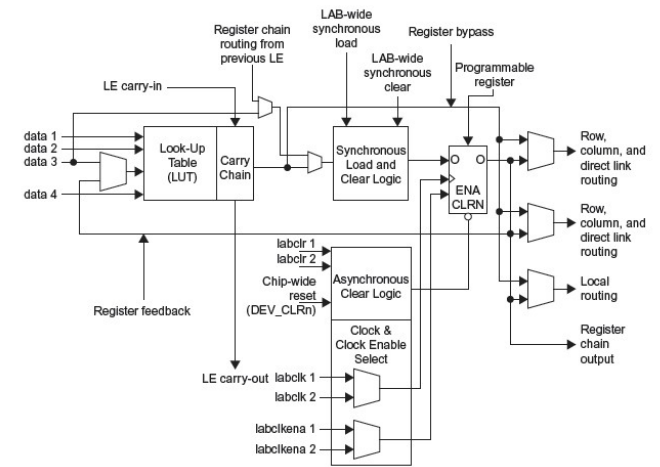 LAB-wide
synchronous
load
Register chain
routing from
previous LE
Register bypass
LAB-wide
synchronous
clear
Programmable
register
LE carry-in
data 1
data 2
data 3
data 4
Look-Up
Table
(LUT)
Carry
Chain
Synchronous
Load and
Clear Logic
O
O
ENA
CLRN
Row,
column, and
direct link
routing
Row,
column, and
direct link
routing
Local
routing
Register
chain
output
labclr 1
labclr 2
Chip-wide
reset
(DEV_CLRn)
Asynchronous
Clear Logic
Register feedback
Clock &
Clock Enable
Select
LE carry-out
labclk 1
labclk 2
labclkena 1
labclkena 2